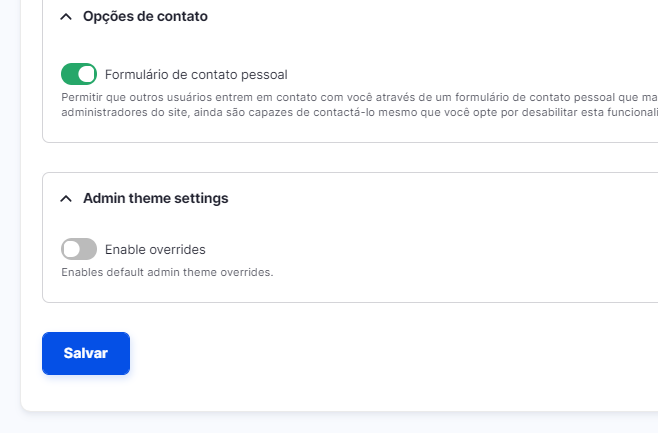 Opções de contato
Formulário de contato pessoal
Permitir que outros usuários entrem em contato com você através de um formulário de contato pessoal que ma
administradores do site, ainda são capazes de contactá-lo mesmo que você opte por desabilitar esta funcionali
Admin theme settings
Enable overrides
Enables default admin theme overrides.
Salvar